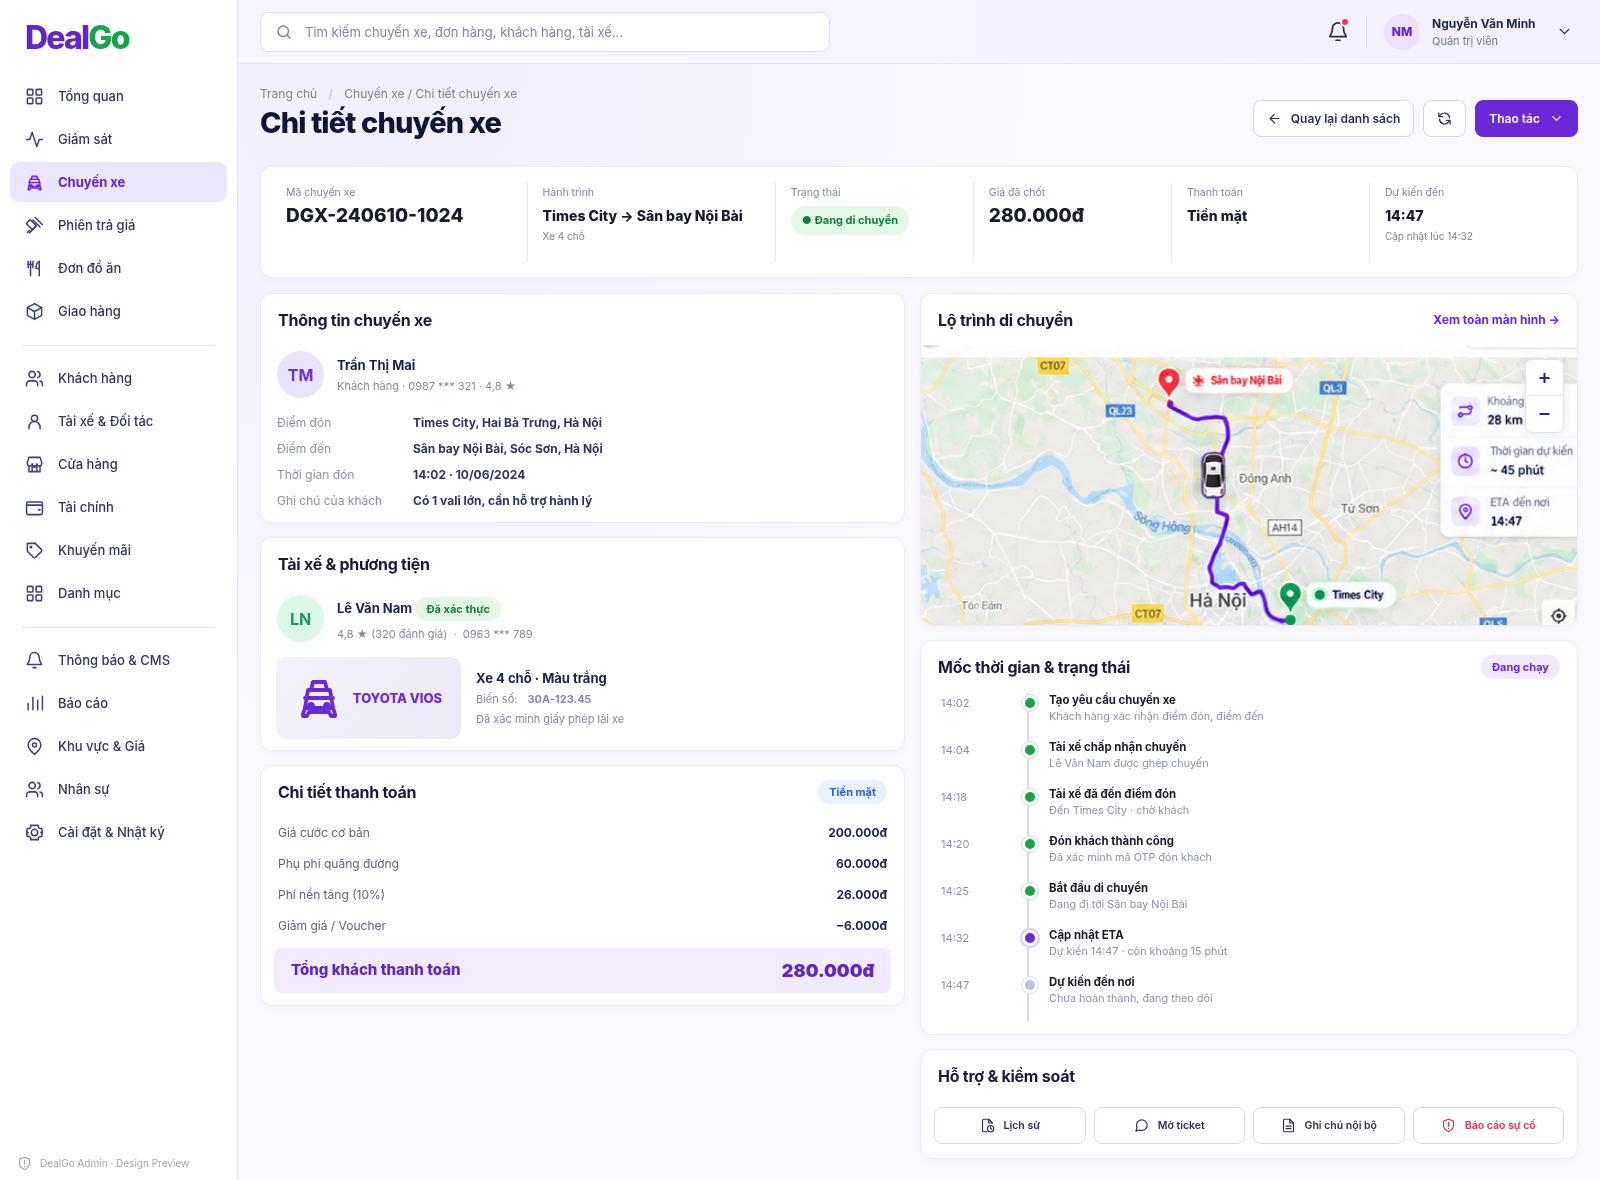 DealGo
Tổng quan
Giám sát
Chuyến xe
Phiên trả giá
Đơn đồ ăn
Giao hàng
Khách hàng
Tài xế & Đối tác
Cửa hàng
Tài chính
Khuyến mãi
Danh mục
Thông báo & CMS
Báo cáo
Khu vực & Giá
Nhân sự
Cài đặt & Nhật ký
DealGo Admin · Design Preview
Tìm kiếm chuyến xe, đơn hàng, khách hàng, tài xế...
NM
Nguyễn Văn Minh
Quản trị viên
Trang chủ / Chuyến xe / Chi tiết chuyến xe
Chi tiết chuyến xe
← Quay lại danh sách
Thao tác
Mã chuyến xe
DGX-240610-1024
Hành trình
Times City → Sân bay Nội Bài
Xe 4 chỗ
Trạng thái
● Đang di chuyển
Giá đã chốt
280.000đ
Thanh toán
Tiền mặt
Dự kiến đến
14:47
Cập nhật lúc 14:32
Thông tin chuyến xe
TM
Trần Thị Mai
Khách hàng · 0987 *** 321 · 4,8 ★
Điểm đón Times City, Hai Bà Trưng, Hà Nội
Điểm đến Sân bay Nội Bài, Sóc Sơn, Hà Nội
Thời gian đón 14:02 · 10/06/2024
Ghi chú của khách Có 1 vali lớn, cần hỗ trợ hành lý
Tài xế & phương tiện
LN
Lê Văn Nam Đã xác thực
4,8 ★ (320 đánh giá) · 0963 *** 789
TOYOTA VIOS
Xe 4 chỗ · Màu trắng
Biển số: 30A-123.45
Đã xác minh giấy phép lái xe
Chi tiết thanh toán
Tiền mặt
Giá cước cơ bản 200.000đ
Phụ phí quãng đường 60.000đ
Phí nền tảng (10%) 26.000đ
Giảm giá / Voucher −6.000đ
Tổng khách thanh toán 280.000đ
Lộ trình di chuyển
Xem toàn màn hình →
CT07
Sân bay Nội Bài
QL3
QL23
+
−
Khoảng
28 km
Thời gian dự kiến
~ 45 phút
ETA đến nơi
14:47
Đông Anh
Từ Sơn
Sông Hồng
AH14
Hà Nội
Times City
CT07
QL5
Mốc thời gian & trạng thái
Đang chạy
14:02 Tạo yêu cầu chuyến xe
Khách hàng xác nhận điểm đón, điểm đến
14:04 Tài xế chấp nhận chuyến
Lê Văn Nam được ghép chuyến
14:18 Tài xế đã đến điểm đón
Đến Times City · chờ khách
14:20 Đón khách thành công
Đã xác minh mã OTP đón khách
14:25 Bắt đầu di chuyển
Đang đi tới Sân bay Nội Bài
14:32 Cập nhật ETA
Dự kiến 14:47 · còn khoảng 15 phút
14:47 Dự kiến đến nơi
Chưa hoàn thành, đang theo dõi
Hỗ trợ & kiểm soát
Lịch sử
Mở ticket
Ghi chú nội bộ
Báo cáo sự cố